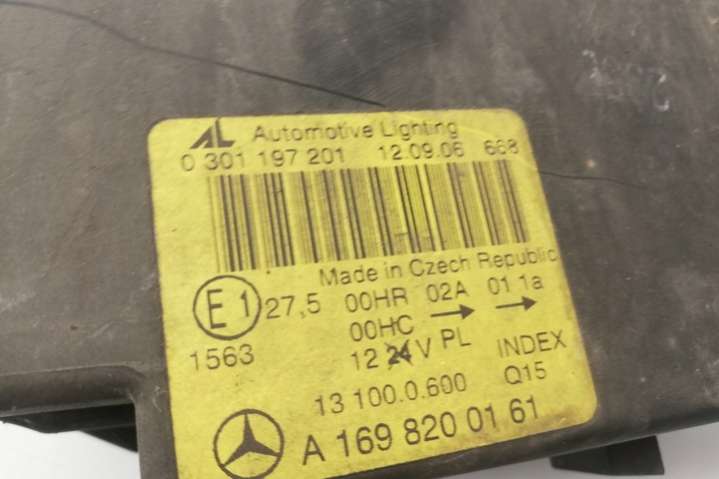 AL Automotive Lighting
0 301 197 201 12.09.06 668
Made in Czech Republic
E1 27,5 00HR 02A 01 1a
00HC → →
1563 12 24 V PL INDEX
13 100.0.600 Q15
A 169 820 01 61